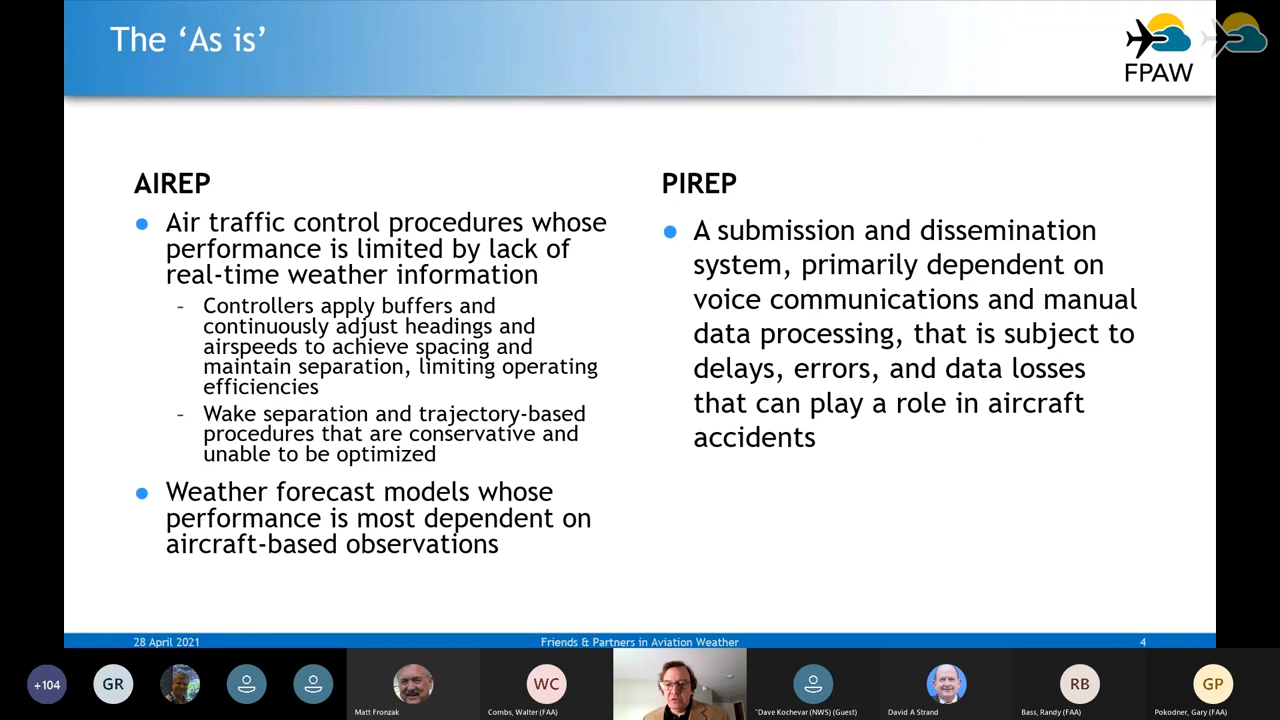 The ‘As is’
FPAW
AIREP
Air traffic control procedures whose
performance is limited by lack of
real-time weather information
- Controllers apply buffers and
continuously adjust headings and
airspeeds to achieve spacing and
maintain separation, limiting operating
efficiencies
- Wake separation and trajectory-based
procedures that are conservative and
unable to be optimized
Weather forecast models whose
performance is most dependent on
aircraft-based observations
PIREP
A submission and dissemination
system, primarily dependent on
voice communications and manual
data processing, that is subject to
delays, errors, and data losses
that can play a role in aircraft
accidents
28 April 2021
Friends & Partners in Aviation Weather
4
+104
GR
Matt Fronzak
WC
Combs, Walter (FAA)
"Dave Kochevar (NWS) (Guest)
David A Strand
RB
Bass, Randy (FAA)
GP
Pokodner, Gary (FAA)